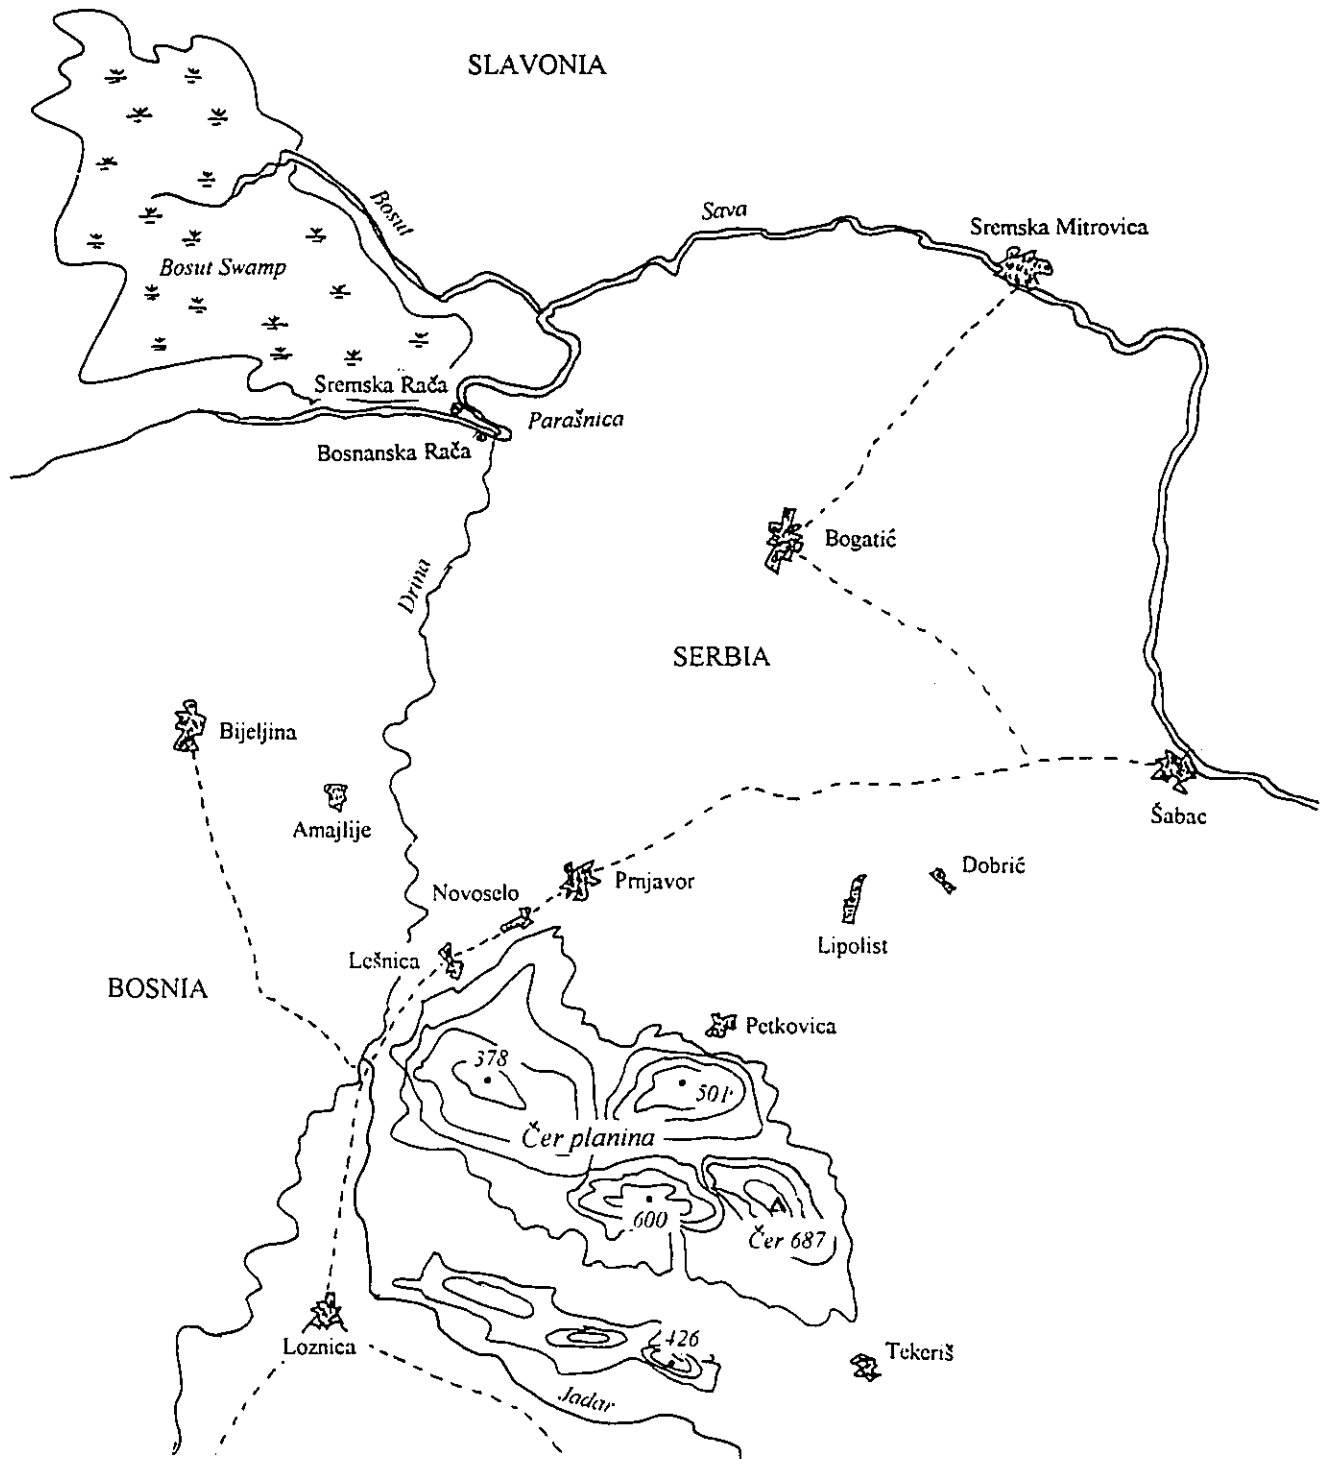 SLAVONIA
Bosut
Sava
Sremska Mitrovica
Bosut Swamp
Sremska Rača
Parašnica
Bosnanska Rača
Bogatić
Drina
SERBIA
Bijeljina
Amajlije
Šabac
Dobrić
Prnjavor
Novoselo
Lipolist
Lešnica
BOSNIA
Petkovica
378
501
Čer planina
600
Čer 687
426
Loznica
Tekeriš
Jadar